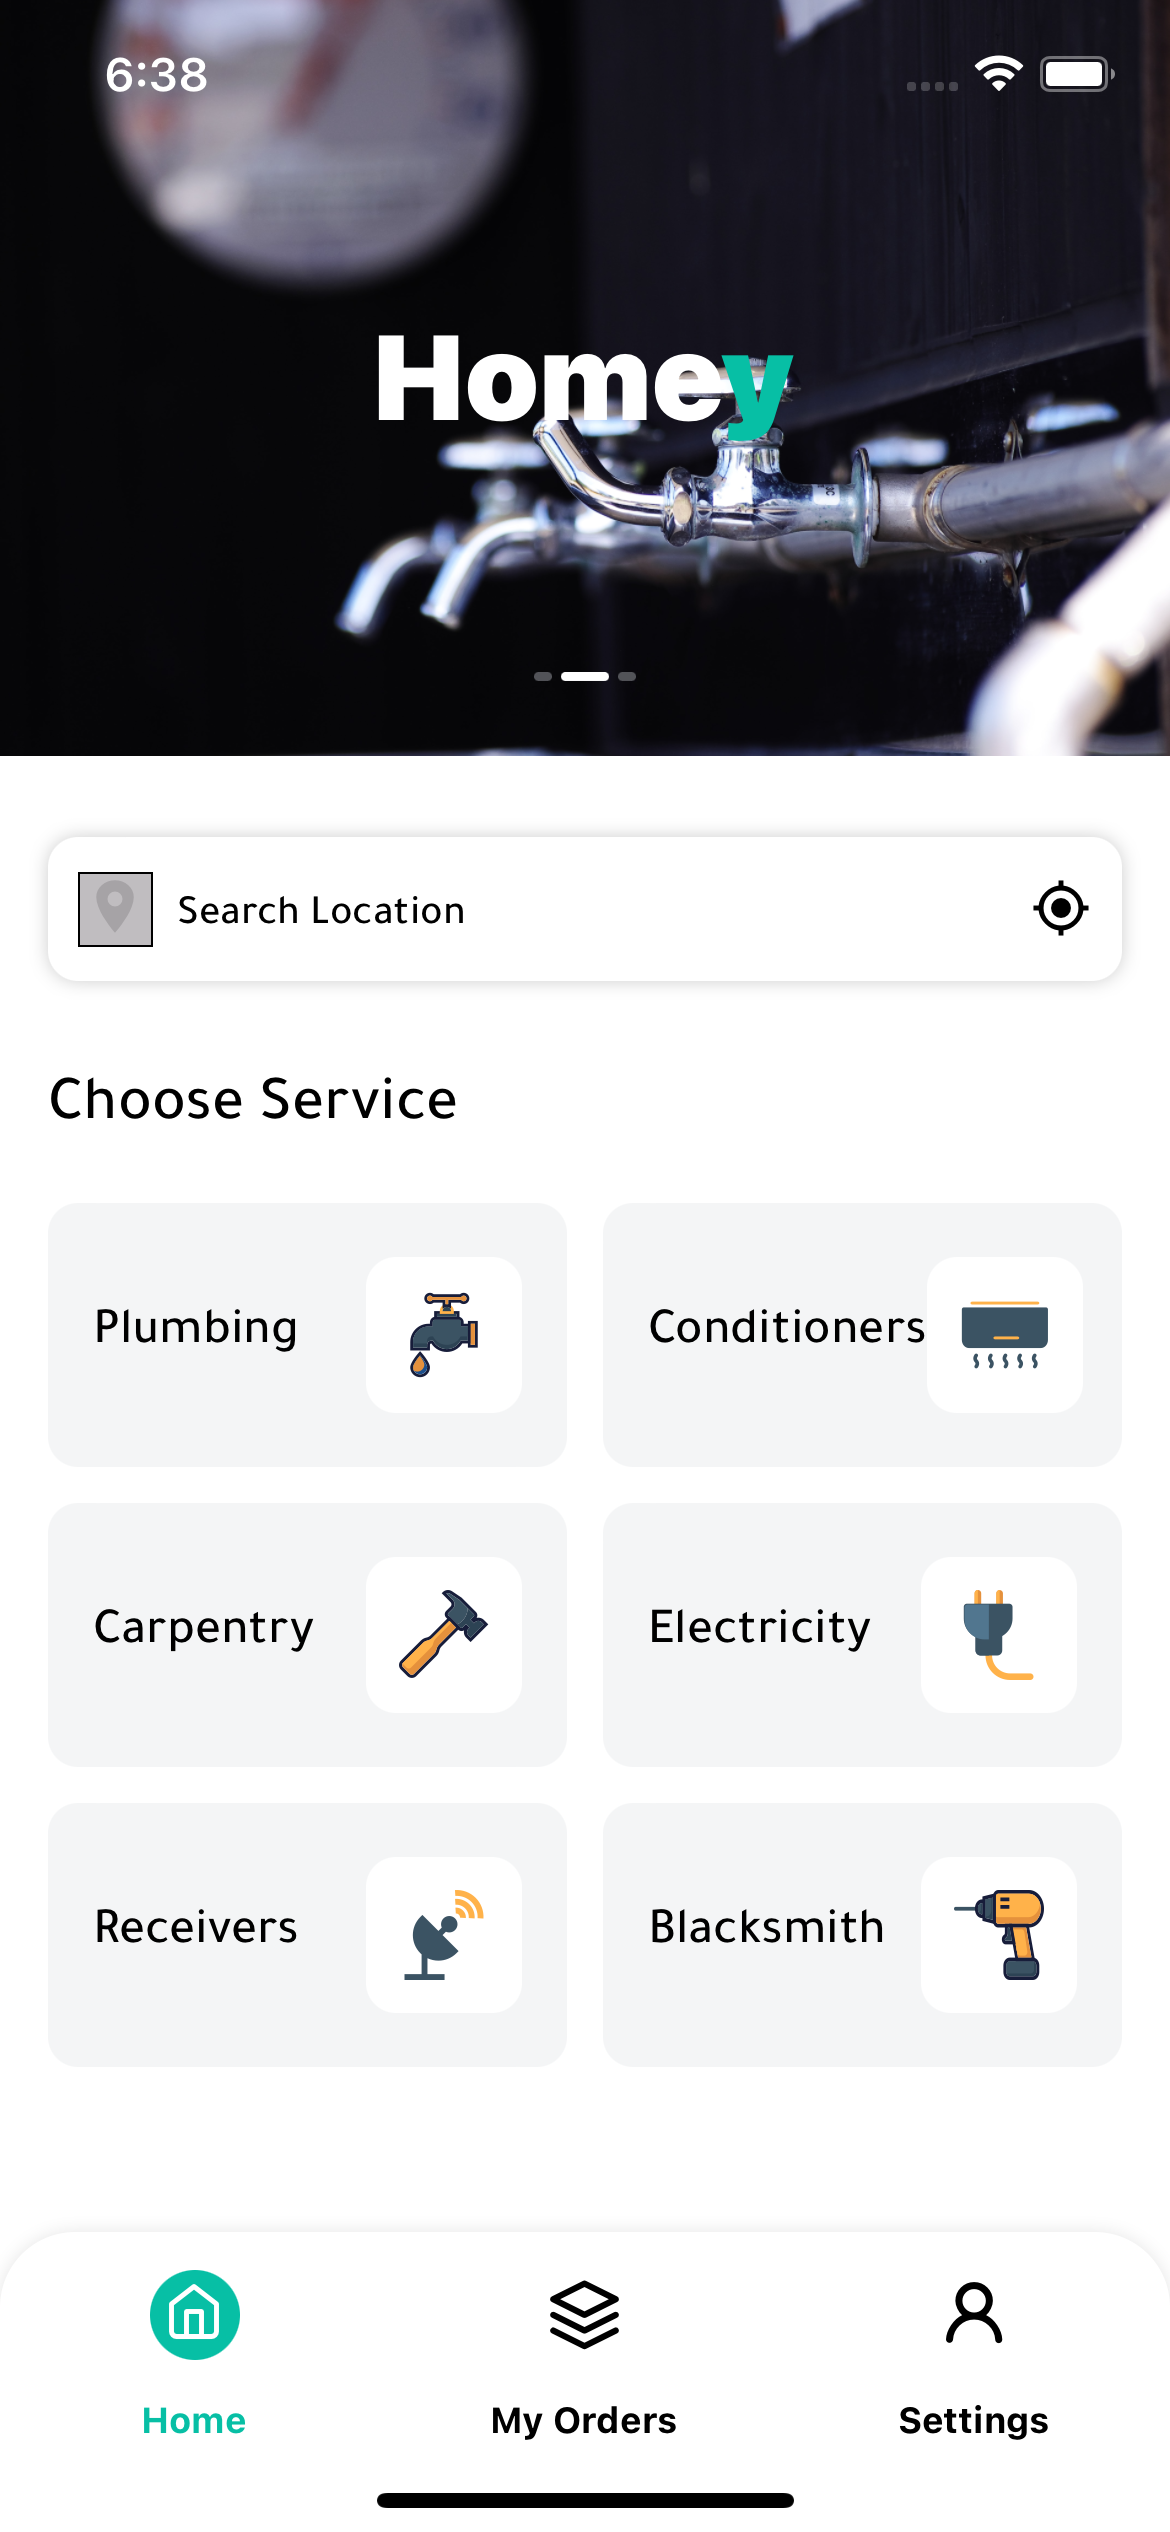 6:38
Homey
Search Location
Choose Service
Plumbing
Conditioners
Carpentry
Electricity
Receivers
Blacksmith
Home
My Orders
Settings